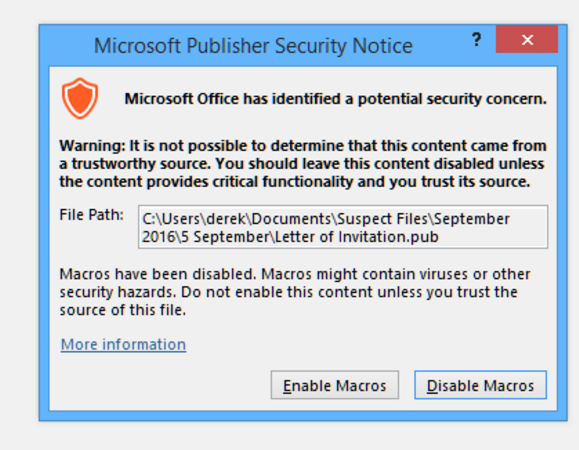 Microsoft Publisher Security Notice
?
×
Microsoft Office has identified a potential security concern.
Warning: It is not possible to determine that this content came from
a trustworthy source. You should leave this content disabled unless
the content provides critical functionality and you trust its source.
File Path: C:\Users\derek\Documents\Suspect Files\September
2016\5 September\Letter of Invitation.pub
Macros have been disabled. Macros might contain viruses or other
security hazards. Do not enable this content unless you trust the
source of this file.
More information
Enable Macros
Disable Macros